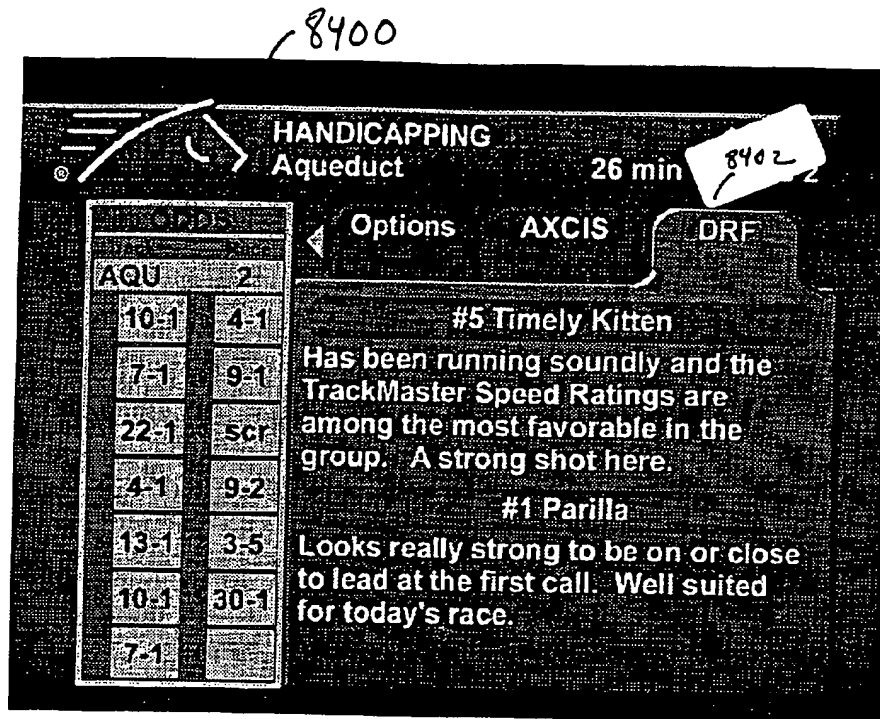 8400
HANDICAPPING
Aqueduct
26 min
8402
2
®
ODDS
Options AXCIS DRF
AQU 2
10-1 4-1
7-1 9-1
22-1 scr
4-1 9-2
13-1 3-5
10-1 30-1
7-1
#5 Timely Kitten
Has been running soundly and the
TrackMaster Speed Ratings are
among the most favorable in the
group. A strong shot here.
#1 Parilla
Looks really strong to be on or close
to lead at the first call. Well suited
for today's race.